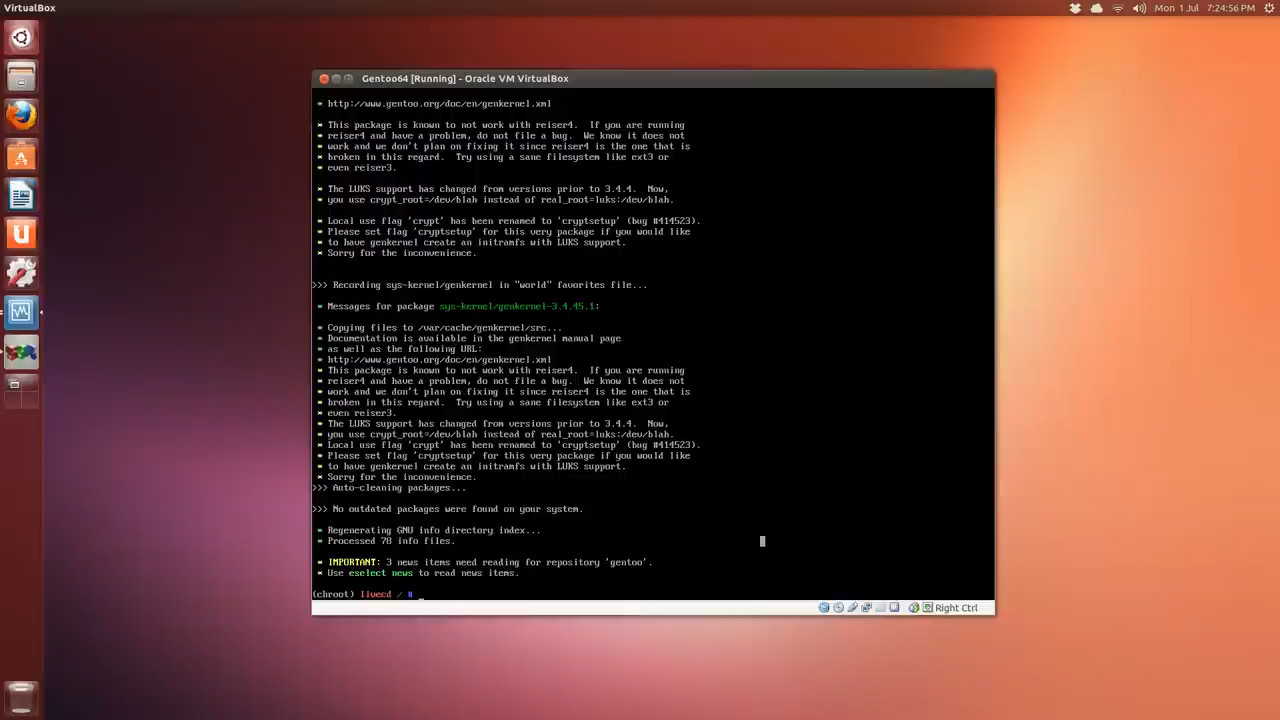 VirtualBox
Mon 1 Jul 7:24:56 PM
Gentoo64 [Running] - Oracle VM VirtualBox
* http://www.gentoo.org/doc/en/genkernel.xml
* This package is known to not work with reiser4.  If you are running
* reiser4 and have a problem, do not file a bug.  We know it does not
* work and we don't plan on fixing it since reiser4 is the one that is
* broken in this regard.  Try using a sane filesystem like ext3 or
* even reiser3.
* The LUKS support has changed from versions prior to 3.4.4.  Now,
* you use crypt_root=/dev/blah instead of real_root=luks:/dev/blah.
* Local use flag 'crypt' has been renamed to 'cryptsetup' (bug #414523).
* Please set flag 'cryptsetup' for this very package if you would like
* to have genkernel create an initramfs with LUKS support.
* Sorry for the inconvenience.
>>> Recording sys-kernel/genkernel in "world" favorites file...
* Messages for package sys-kernel/genkernel-3.4.45.1:
* Copying files to /var/cache/genkernel/src...
* Documentation is available in the genkernel manual page
* as well as the following URL:
* http://www.gentoo.org/doc/en/genkernel.xml
* This package is known to not work with reiser4.  If you are running
* reiser4 and have a problem, do not file a bug.  We know it does not
* work and we don't plan on fixing it since reiser4 is the one that is
* broken in this regard.  Try using a sane filesystem like ext3 or
* even reiser3.
* The LUKS support has changed from versions prior to 3.4.4.  Now,
* you use crypt_root=/dev/blah instead of real_root=luks:/dev/blah.
* Local use flag 'crypt' has been renamed to 'cryptsetup' (bug #414523).
* Please set flag 'cryptsetup' for this very package if you would like
* to have genkernel create an initramfs with LUKS support.
* Sorry for the inconvenience.
>>> Auto-cleaning packages...
>>> No outdated packages were found on your system.
* Regenerating GNU info directory index...
* Processed 78 info files.
* IMPORTANT: 3 news items need reading for repository 'gentoo'.
* Use eselect news to read news items.
(chroot) livecd / # _
Right Ctrl